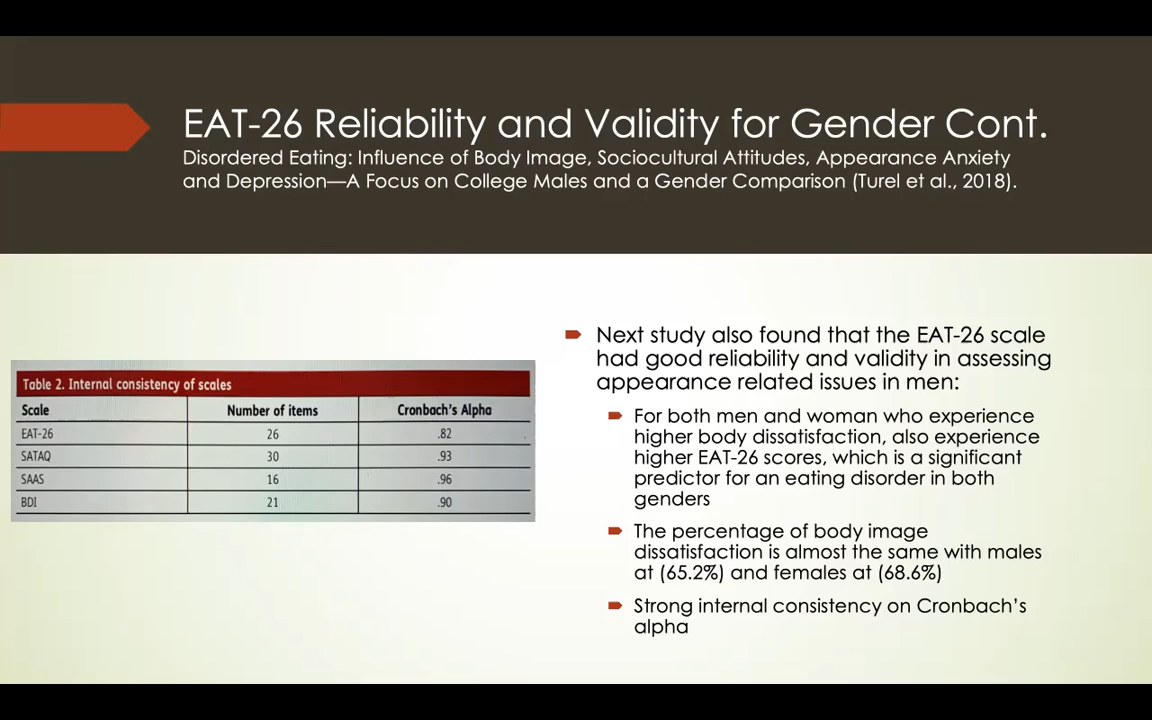 EAT-26 Reliability and Validity for Gender Cont.
Disordered Eating: Influence of Body Image, Sociocultural Attitudes, Appearance Anxiety
and Depression—A Focus on College Males and a Gender Comparison (Turel et al., 2018).
Table 2. Internal consistency of scales
Scale Number of items Cronbach's Alpha
EAT-26 26 .82
SATAQ 30 .93
SAAS 16 .96
BDI 21 .90
Next study also found that the EAT-26 scale
had good reliability and validity in assessing
appearance related issues in men:
For both men and woman who experience
higher body dissatisfaction, also experience
higher EAT-26 scores, which is a significant
predictor for an eating disorder in both
genders
The percentage of body image
dissatisfaction is almost the same with males
at (65.2%) and females at (68.6%)
Strong internal consistency on Cronbach's
alpha